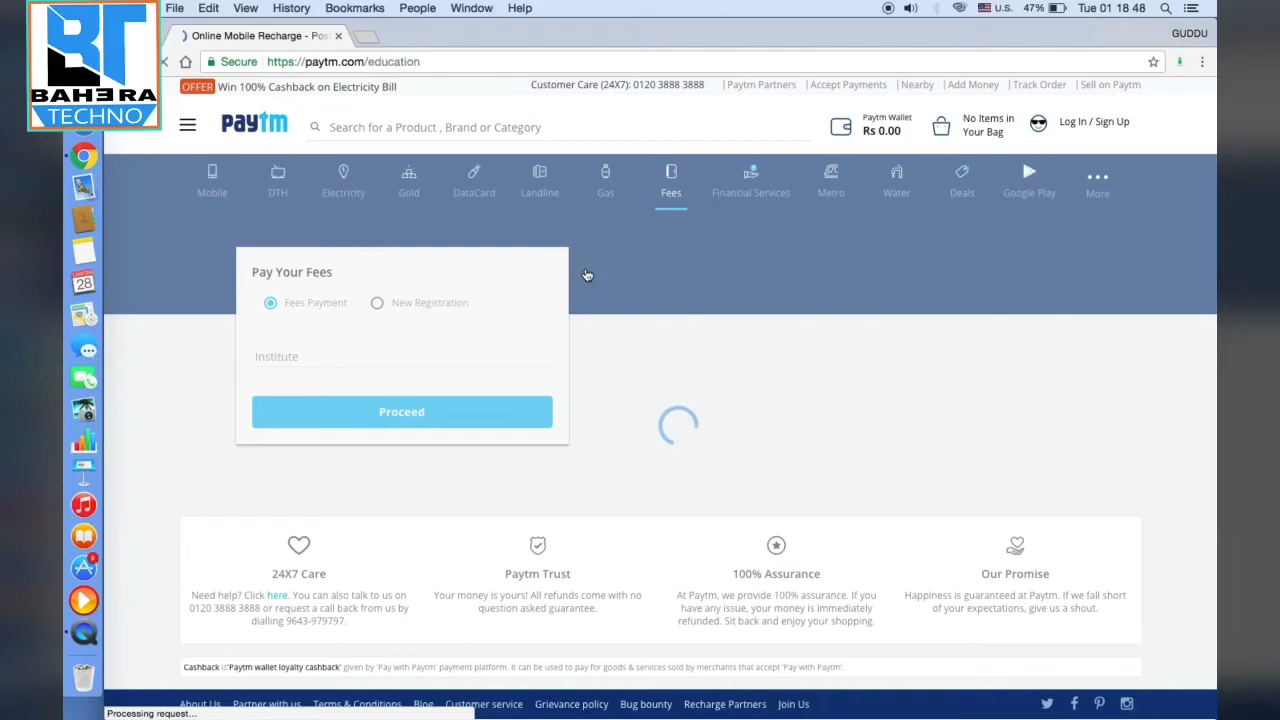 File Edit View History Bookmarks People Window Help U.S. 47% Tue 01 18 48
BT
BAHERA
TECHNO
Online Mobile Recharge - Pos
GUDDU
Secure https://paytm.com/education
OFFER Win 100% Cashback on Electricity Bill
Customer Care (24X7): 0120 3888 3888 | Paytm Partners | Accept Payments | Nearby | Add Money | Track Order | Sell on Paytm
paytm
Search for a Product , Brand or Category
Paytm Wallet
Rs 0.00
No Items in
Your Bag
Log In / Sign Up
Mobile DTH Electricity Gold DataCard Landline Gas Fees Financial Services Metro Water Deals Google Play More
28
Pay Your Fees
Fees Payment New Registration
Institute
Proceed
24X7 Care
Need help? Click here. You can also talk to us on
0120 3888 3888 or request a call back from us by
dialling 9643-979797.
Paytm Trust
Your money is yours! All refunds come with no
question asked guarantee.
100% Assurance
At Paytm, we provide 100% assurance. If you
have any issue, your money is immediately
refunded. Sit back and enjoy your shopping.
Our Promise
Happiness is guaranteed at Paytm. If we fall short
of your expectations, give us a shout.
Cashback is'Paytm wallet loyalty cashback' given by 'Pay with Paytm' payment platform. It can be used to pay for goods & services sold by merchants that accept 'Pay with Paytm'.
About Us Partner with us Terms & Conditions Blog Customer service Grievance policy Bug bounty Recharge Partners Join Us
Processing request...